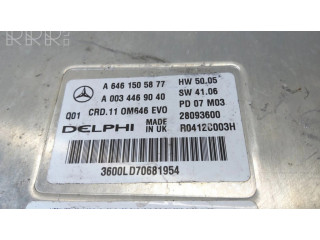 eeparts
A 646 150 58 77 HW 50.05
A 003 446 90 40 SW 41.06
Q01 CRD.11 OM646 EVO PD 07 M03
DELPHI MADE IN UK 28093600
R0412C003H
3600LD70681954